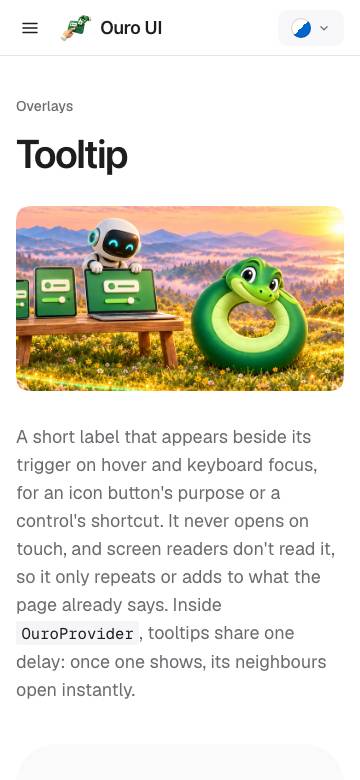 Ouro UI
Overlays
Tooltip
A short label that appears beside its
trigger on hover and keyboard focus,
for an icon button's purpose or a
control's shortcut. It never opens on
touch, and screen readers don't read it,
so it only repeats or adds to what the
page already says. Inside
OuroProvider, tooltips share one
delay: once one shows, its neighbours
open instantly.